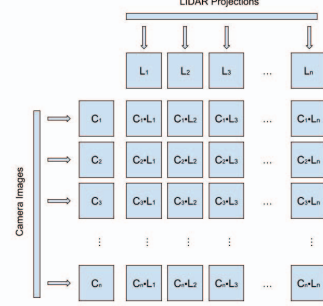 LIDAR Projections
L₁ L₂ L₃ ... Lₙ
C₁ C₁•L₁ C₁•L₂ C₁•L₃ ... C₁•Lₙ
C₂ C₂•L₁ C₂•L₂ C₂•L₃ ... C₂•Lₙ
C₃ C₃•L₁ C₃•L₂ C₃•L₃ ... C₃•Lₙ
⋮ ⋮ ⋮ ⋮ ⋮
Cₙ Cₙ•L₁ Cₙ•L₂ Cₙ•L₃ ... Cₙ•Lₙ
Camera Images